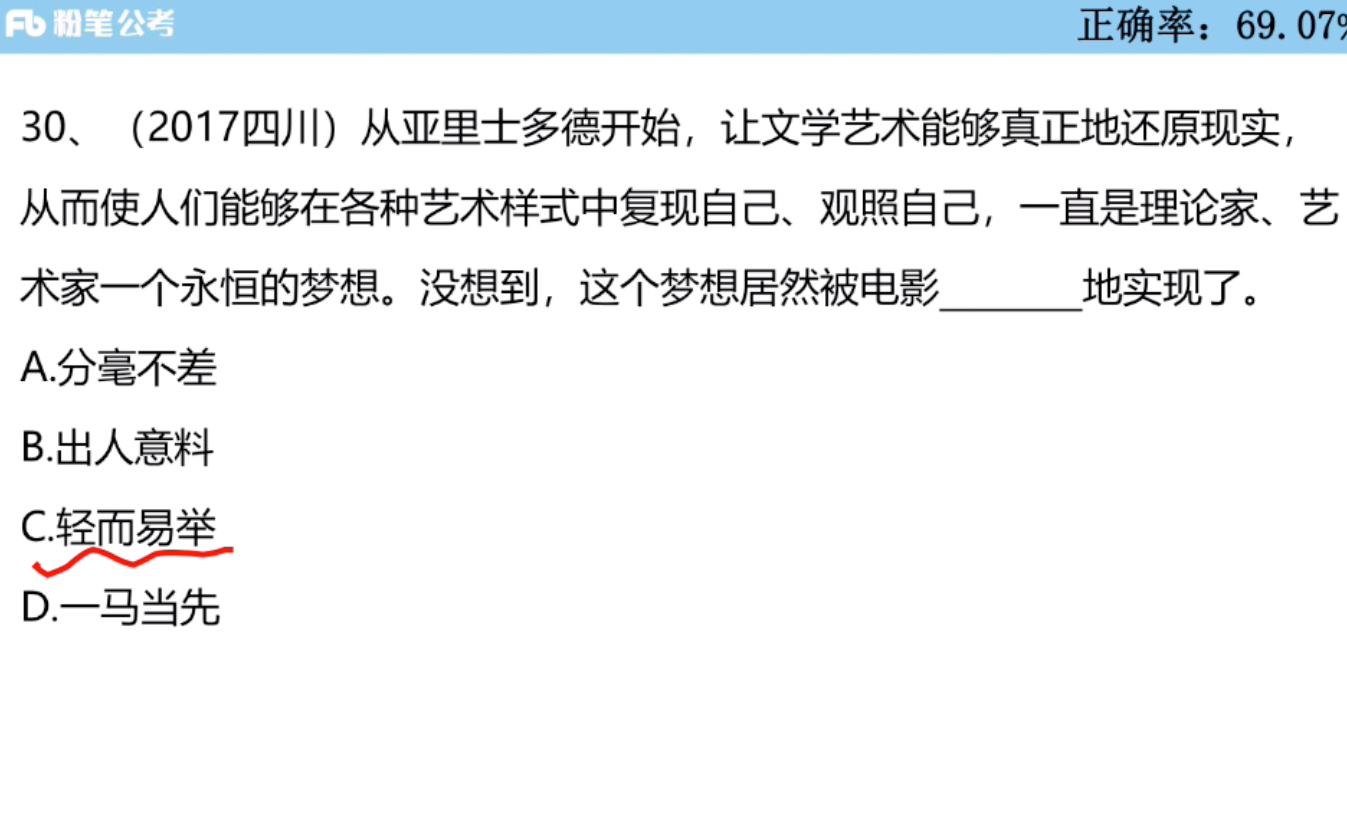 Fb 粉笔公考
正确率：69.07%
30、（2017四川）从亚里士多德开始，让文学艺术能够真正地还原现实，
从而使人们能够在各种艺术样式中复现自己、观照自己，一直是理论家、艺
术家一个永恒的梦想。没想到，这个梦想居然被电影_______地实现了。
A.分毫不差
B.出人意料
C.轻而易举
D.一马当先